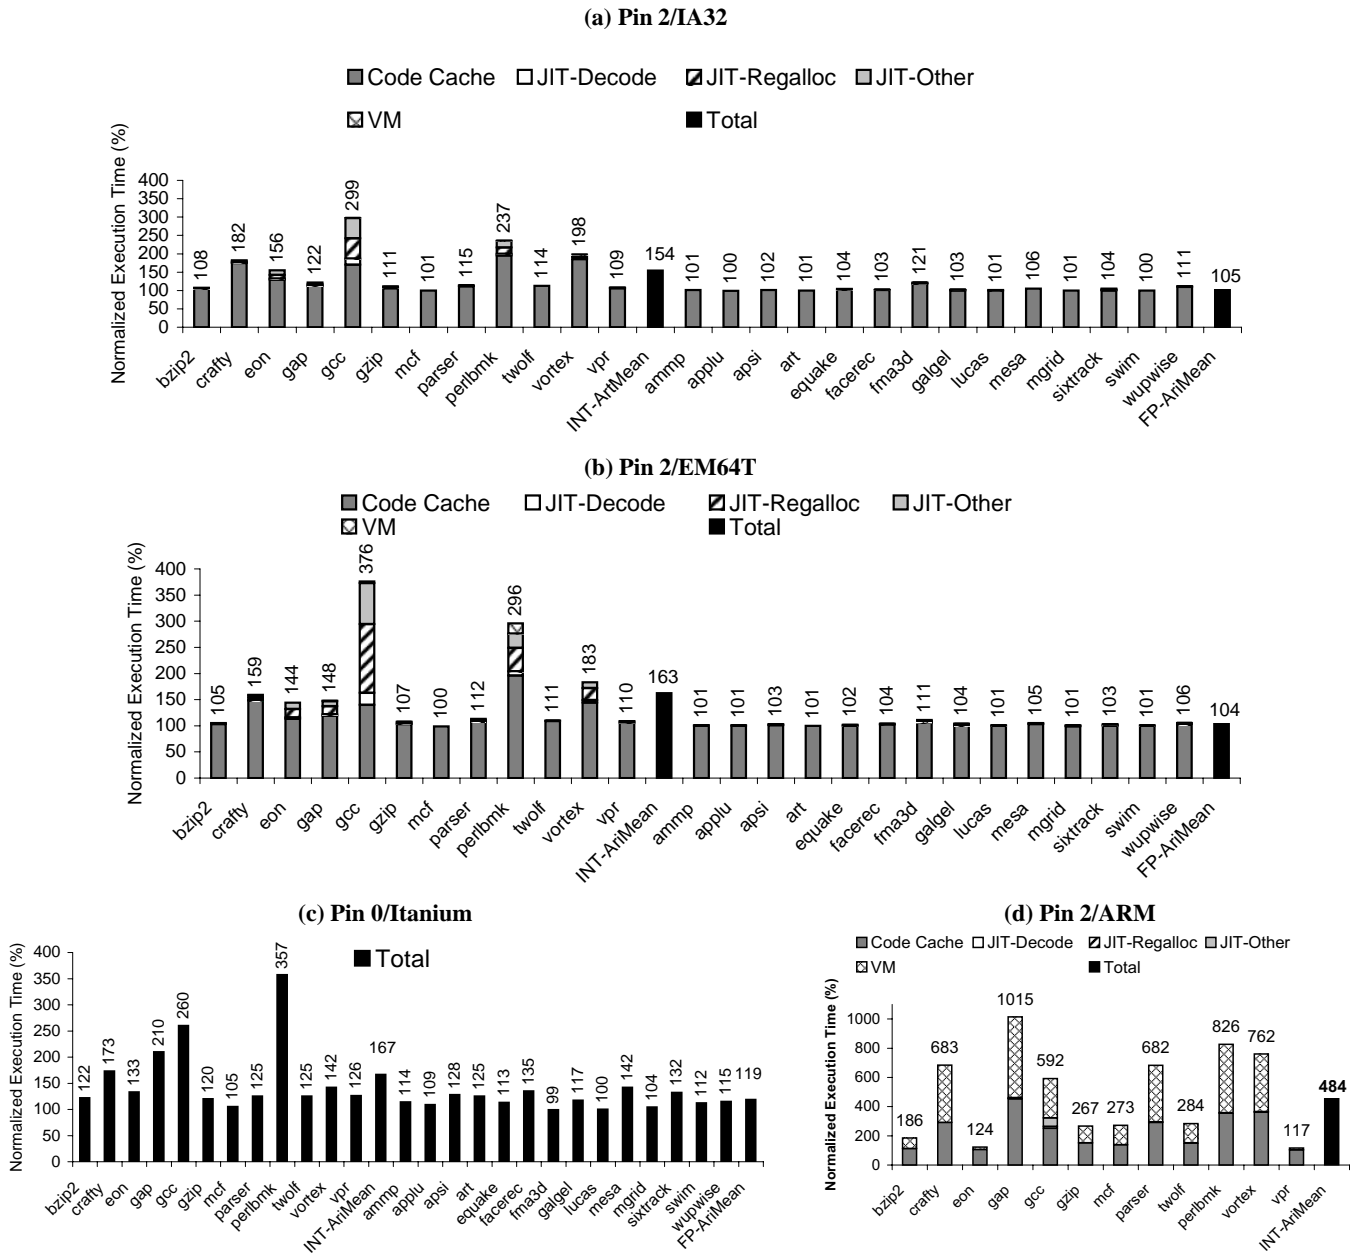 (a) Pin 2/IA32
Code Cache JIT-Decode JIT-Regalloc JIT-Other
VM Total
Normalized Execution Time (%)
400
350
300
250
200
150
100
50
0
108 182 156 122 299 111 101 115 237 114 198 109 154 101 100 102 101 104 103 121 103 101 106 101 104 100 111 105
bzip2 crafty eon gap gcc gzip mcf parser perlbmk twolf vortex vpr INT-ArtMean ammp applu apsi art equake facerec fma3d galgel lucas mesa mgrid sixtrack swim wupwise FP-AriMean
(b) Pin 2/EM64T
Code Cache JIT-Decode JIT-Regalloc JIT-Other
VM Total
Normalized Execution Time (%)
400
350
300
250
200
150
100
50
0
105 159 144 148 376 107 100 112 296 111 183 110 163 101 101 103 101 102 104 111 104 101 105 101 103 101 106 104
bzip2 crafty eon gap gcc gzip mcf parser perlbmk twolf vortex vpr INT-AriMean ammp applu apsi art equake facerec fma3d galgel lucas mesa mgrid sixtrack swim wupwise FP-AriMean
(c) Pin 0/Itanium
Total
Normalized Execution Time (%)
400
350
300
250
200
150
100
50
0
122 173 133 210 260 120 105 125 357 125 142 126 167 114 109 128 125 113 135 99 117 100 142 104 132 112 115 119
bzip2 crafty eon gap gcc gzip mcf parser perlbmk twolf vortex vpr INT-AriMean ammp applu apsi art equake facerec fma3d galgel lucas mesa mgrid sixtrack swim wupwise FP-AriMean
(d) Pin 2/ARM
Code Cache JIT-Decode JIT-Regalloc JIT-Other
VM Total
Normalized Execution Time (%)
1000
800
600
400
200
0
186 683 124 1015 592 267 273 682 284 826 762 117 484
bzip2 crafty eon gap gcc gzip mcf parser twolf perlbmk vortex vpr INT-AriMean